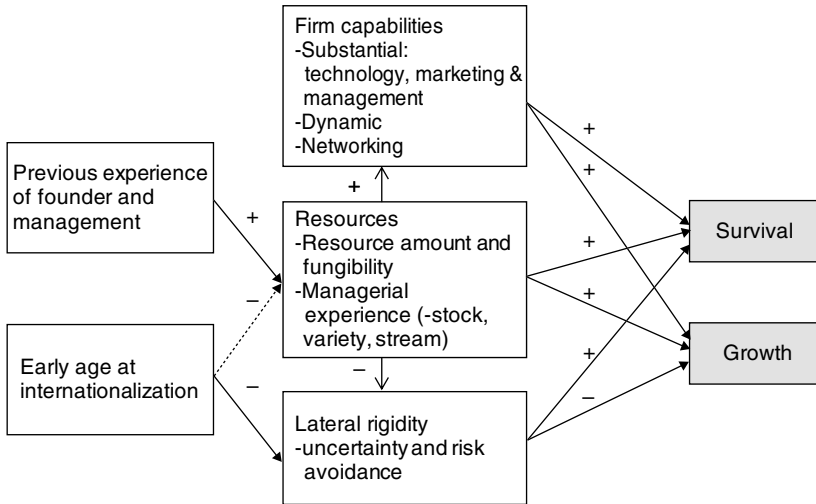 Firm capabilities
-Substantial:
technology, marketing &
management
-Dynamic
-Networking
Previous experience
of founder and
management
Resources
-Resource amount and
fungibility
-Managerial
experience (-stock,
variety, stream)
Early age at
internationalization
Lateral rigidity
-uncertainty and risk
avoidance
Survival
Growth
+
+
+
+
–
–
–
+
+
+
–